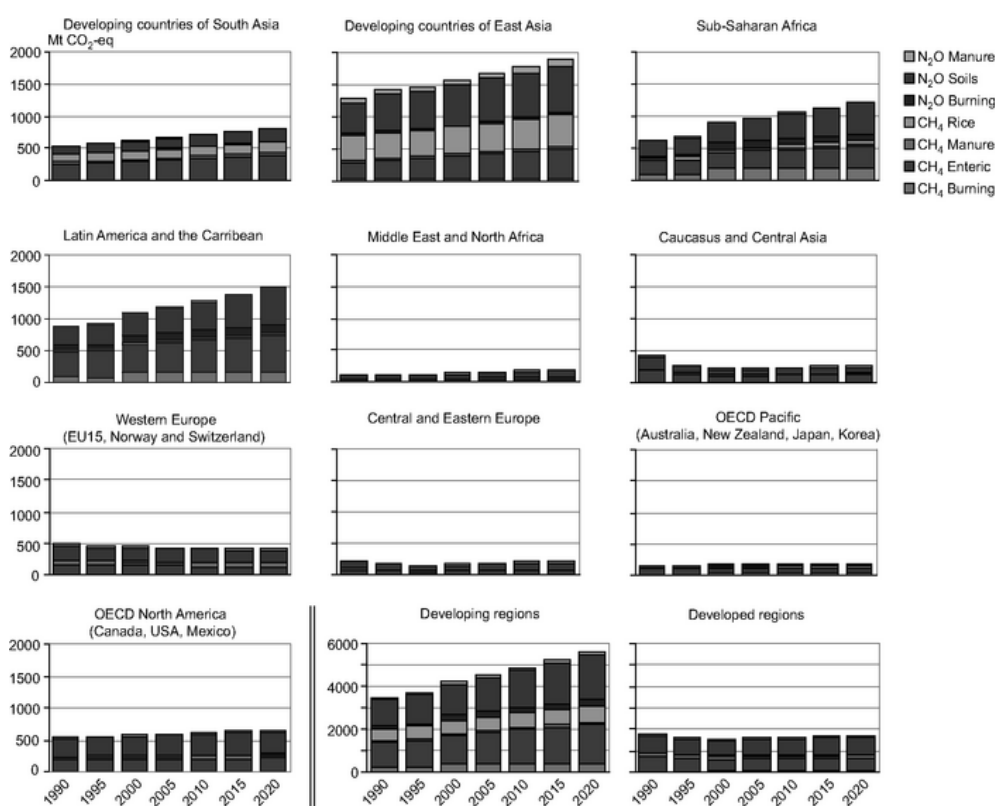 Developing countries of South Asia
Mt CO₂-eq
Developing countries of East Asia
Sub-Saharan Africa
2000
1500
1000
500
0
N₂O Manure
N₂O Soils
N₂O Burning
CH₄ Rice
CH₄ Manure
CH₄ Enteric
CH₄ Burning
Latin America and the Carribean
Middle East and North Africa
Caucasus and Central Asia
2000
1500
1000
500
0
Western Europe
(EU15, Norway and Switzerland)
Central and Eastern Europe
OECD Pacific
(Australia, New Zealand, Japan, Korea)
2000
1500
1000
500
0
OECD North America
(Canada, USA, Mexico)
Developing regions
Developed regions
2000
1500
1000
500
0
6000
4000
2000
0
1990 1995 2000 2005 2010 2015 2020
1990 1995 2000 2005 2010 2015 2020
1990 1995 2000 2005 2010 2015 2020